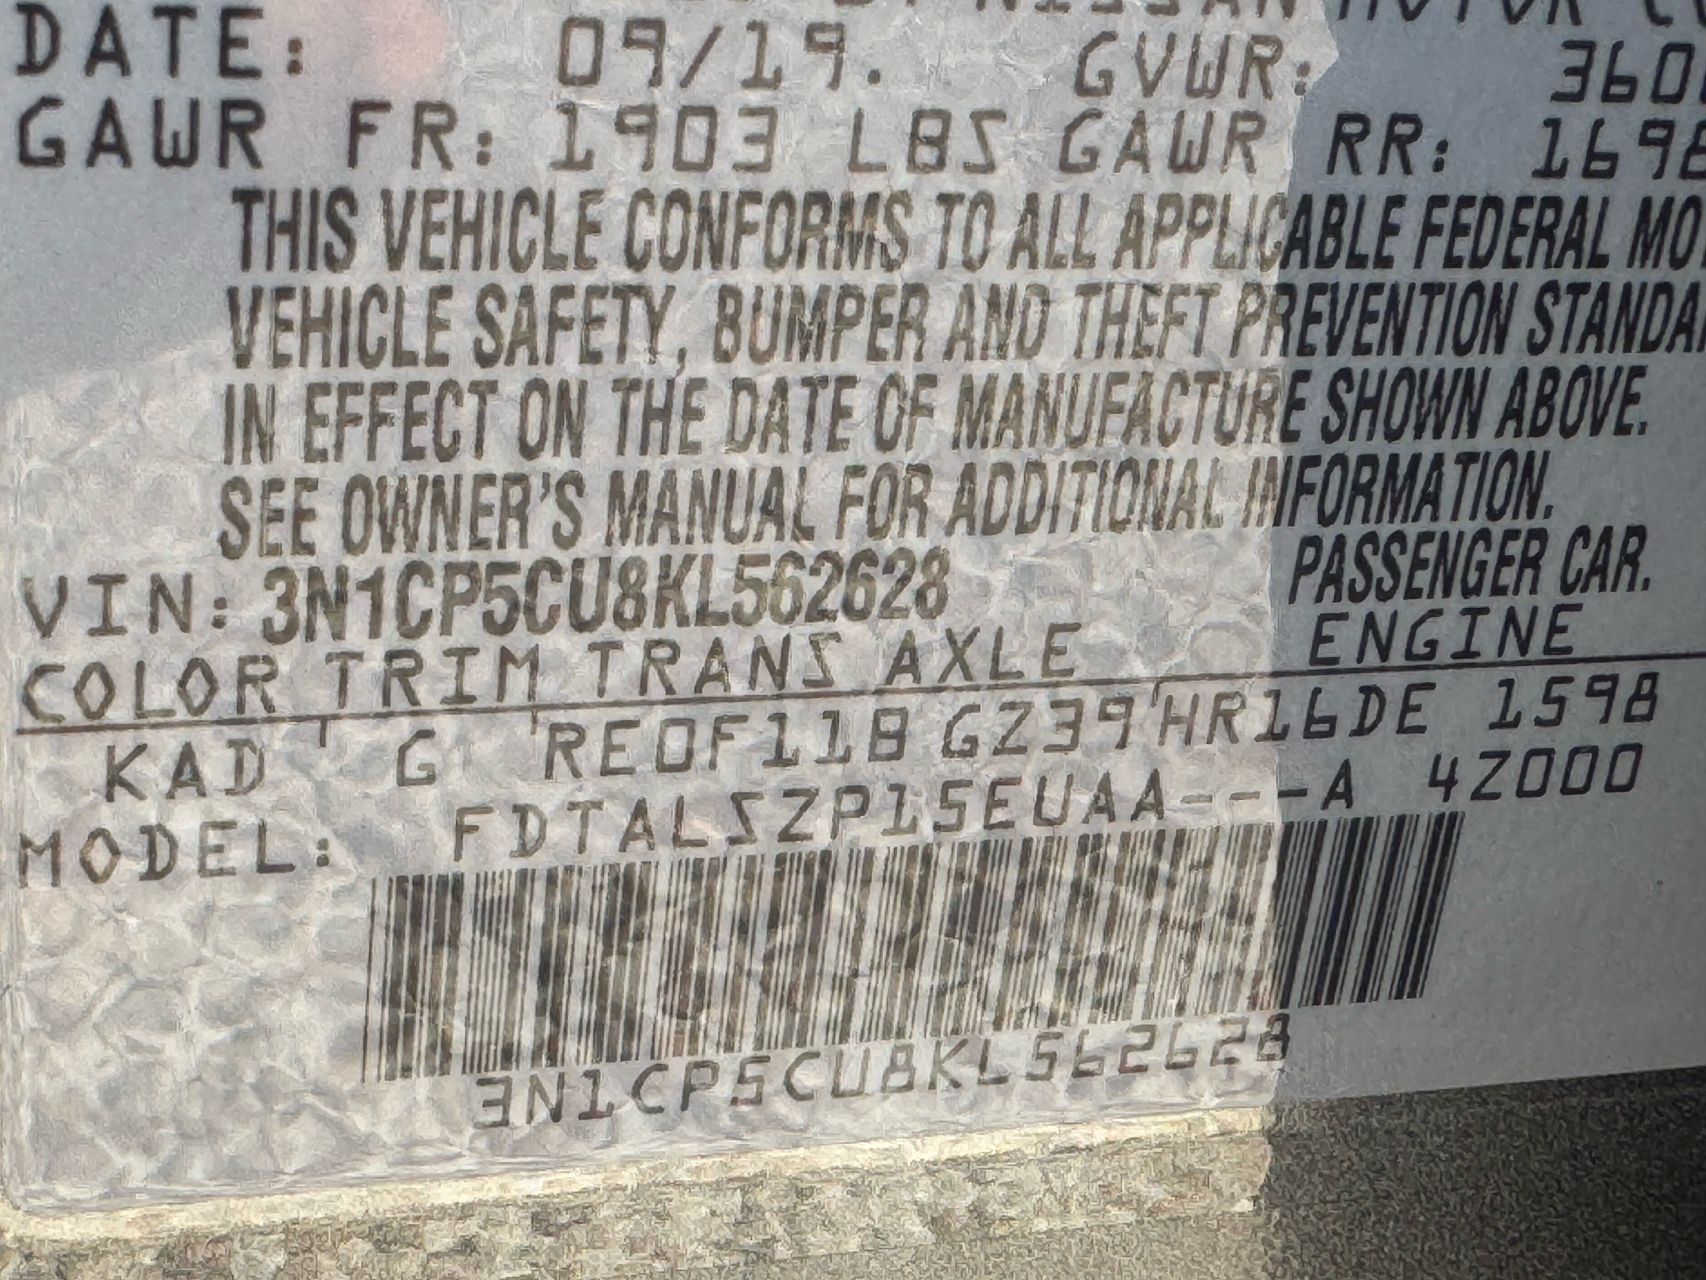 NISSAN MOTOR
DATE: 09/19. GVWR: 360
GAWR FR: 1903 LBS GAWR RR: 1698
THIS VEHICLE CONFORMS TO ALL APPLICABLE FEDERAL MO
VEHICLE SAFETY, BUMPER AND THEFT PREVENTION STANDA
IN EFFECT ON THE DATE OF MANUFACTURE SHOWN ABOVE.
SEE OWNER'S MANUAL FOR ADDITIONAL INFORMATION.
VIN: 3N1CP5CU8KL562628 PASSENGER CAR.
COLOR TRIM TRANS AXLE ENGINE
KAD G RE0F11B GZ39 HR16DE 1598
MODEL: FDTALSZP15EUAA---A 4Z000
3N1CP5CU8KL562628